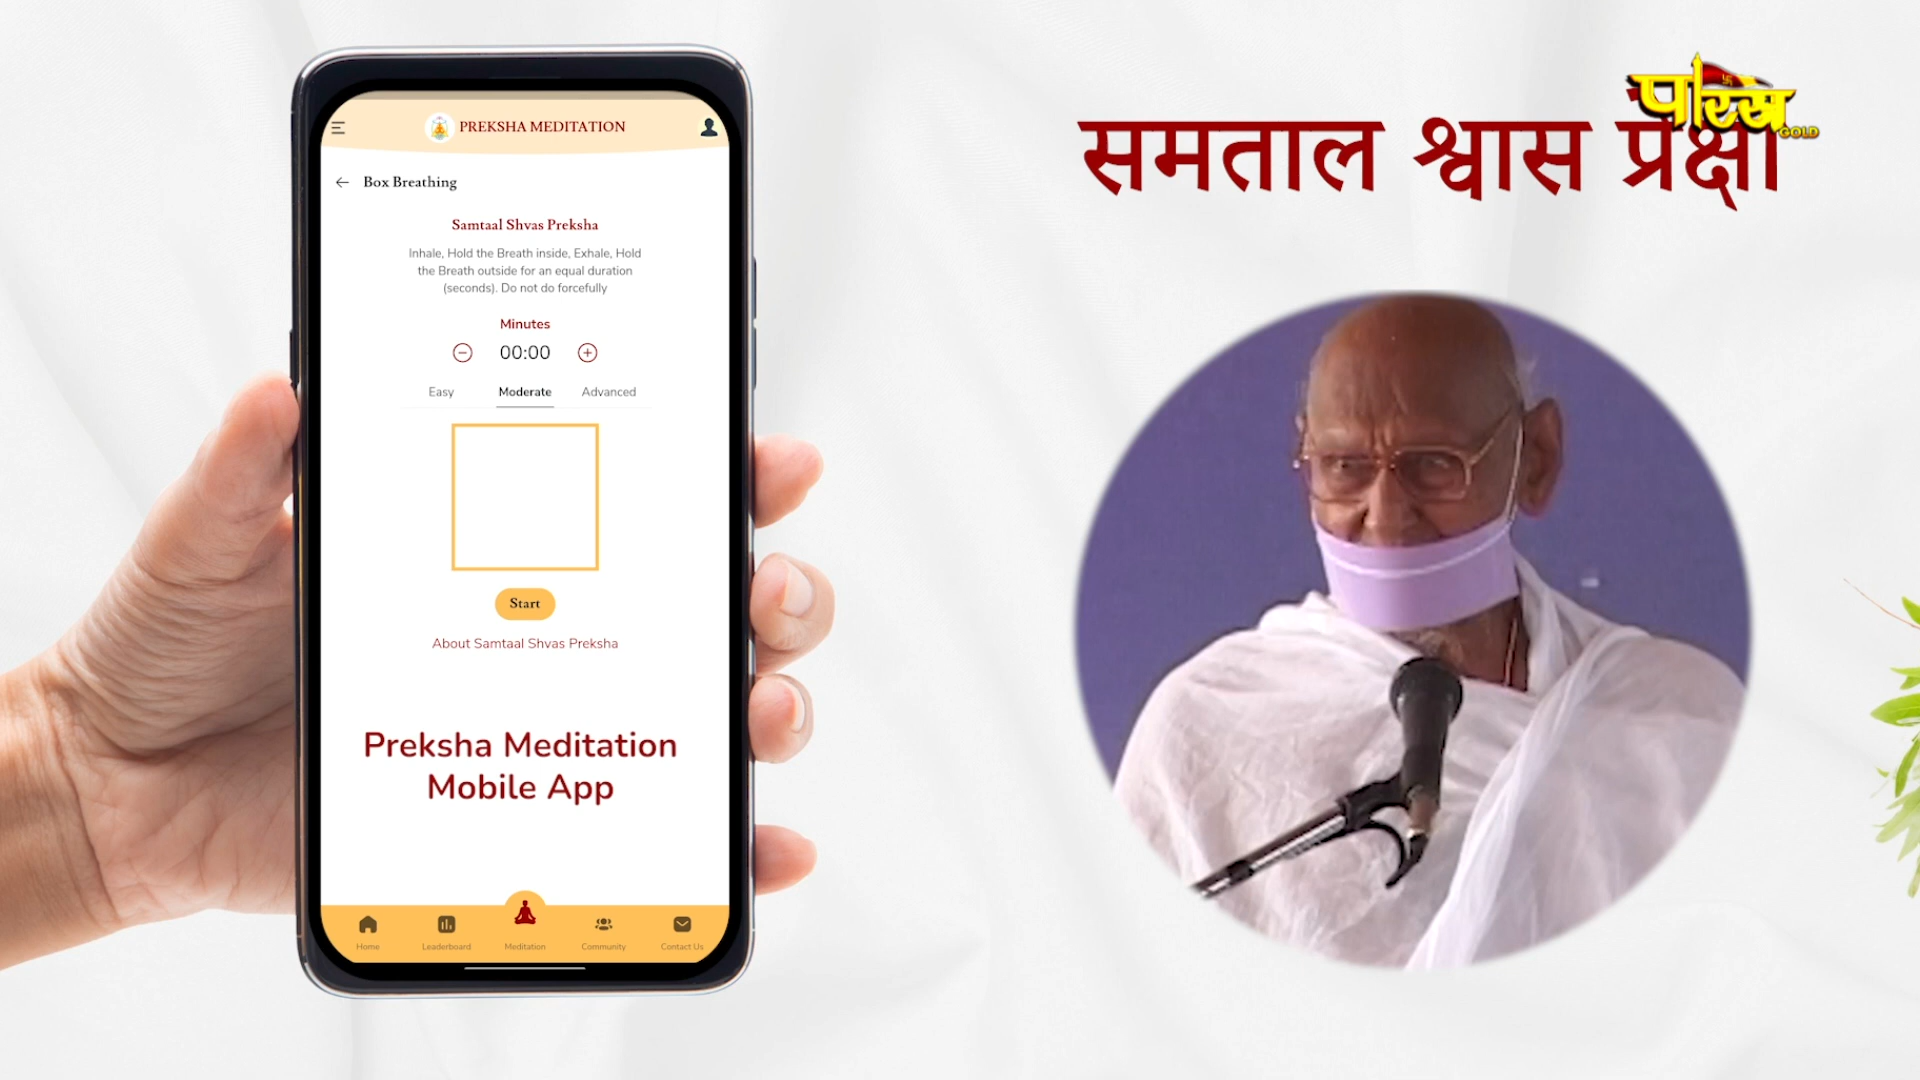 PREKSHA MEDITATION
Box Breathing
Samtaal Shvas Preksha
Inhale, Hold the Breath inside, Exhale, Hold
the Breath outside for an equal duration
(seconds). Do not do forcefully
Minutes
00:00
Easy Moderate Advanced
Start
About Samtaal Shvas Preksha
Preksha Meditation
Mobile App
Home Leaderboard Meditation Community Contact Us
पारस
GOLD
समताल श्वास प्रेक्षा